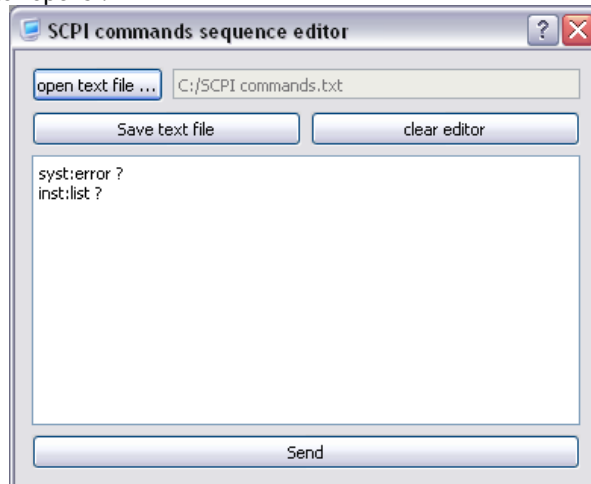 SCPI commands sequence editor
open text file ... C:/SCPI commands.txt
Save text file clear editor
syst:error ?
inst:list ?
Send